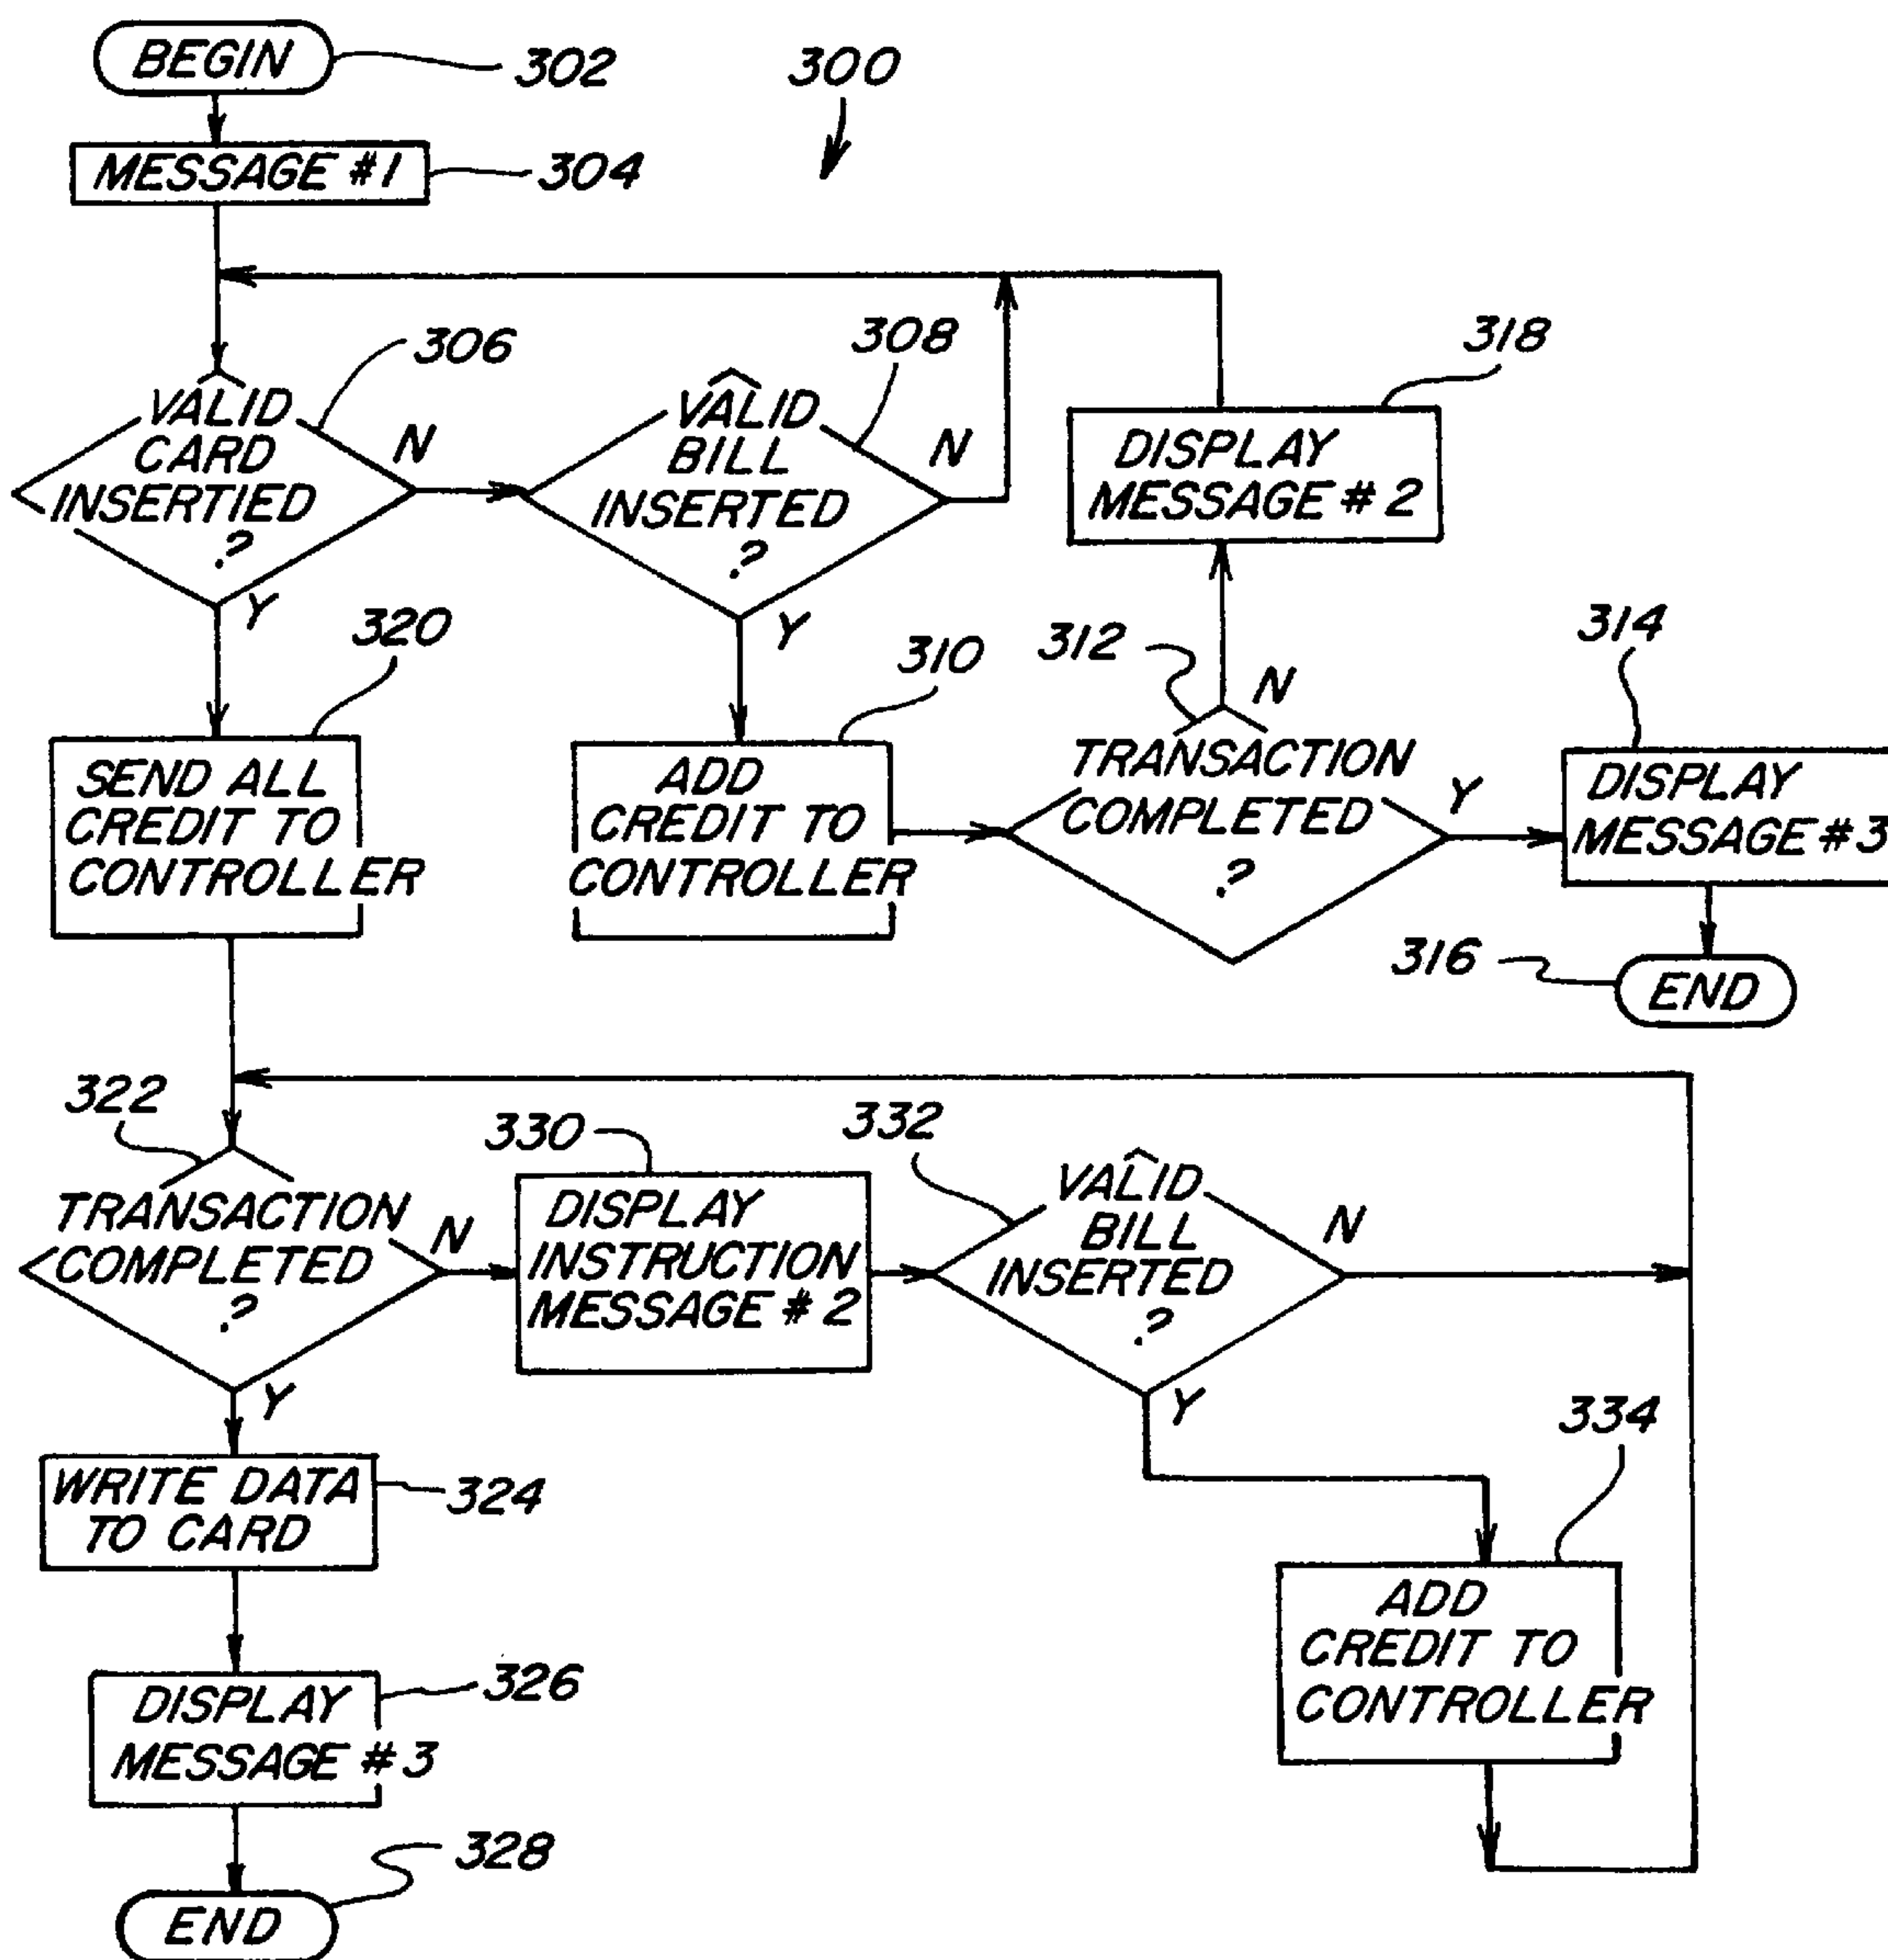 BEGIN
302
300
MESSAGE #1
304
306
VALID
CARD
INSERTIED
?
N
Y
308
VALID
BILL
INSERTED
?
N
Y
318
DISPLAY
MESSAGE #2
320
SEND ALL
CREDIT TO
CONTROLLER
310
ADD
CREDIT TO
CONTROLLER
312
N
TRANSACTION
COMPLETED
?
Y
314
DISPLAY
MESSAGE #3
316
END
322
TRANSACTION
COMPLETED
?
N
Y
330
DISPLAY
INSTRUCTION
MESSAGE #2
332
VALID
BILL
INSERTED
?
N
Y
334
ADD
CREDIT TO
CONTROLLER
WRITE DATA
TO CARD
324
DISPLAY
MESSAGE #3
326
END
328